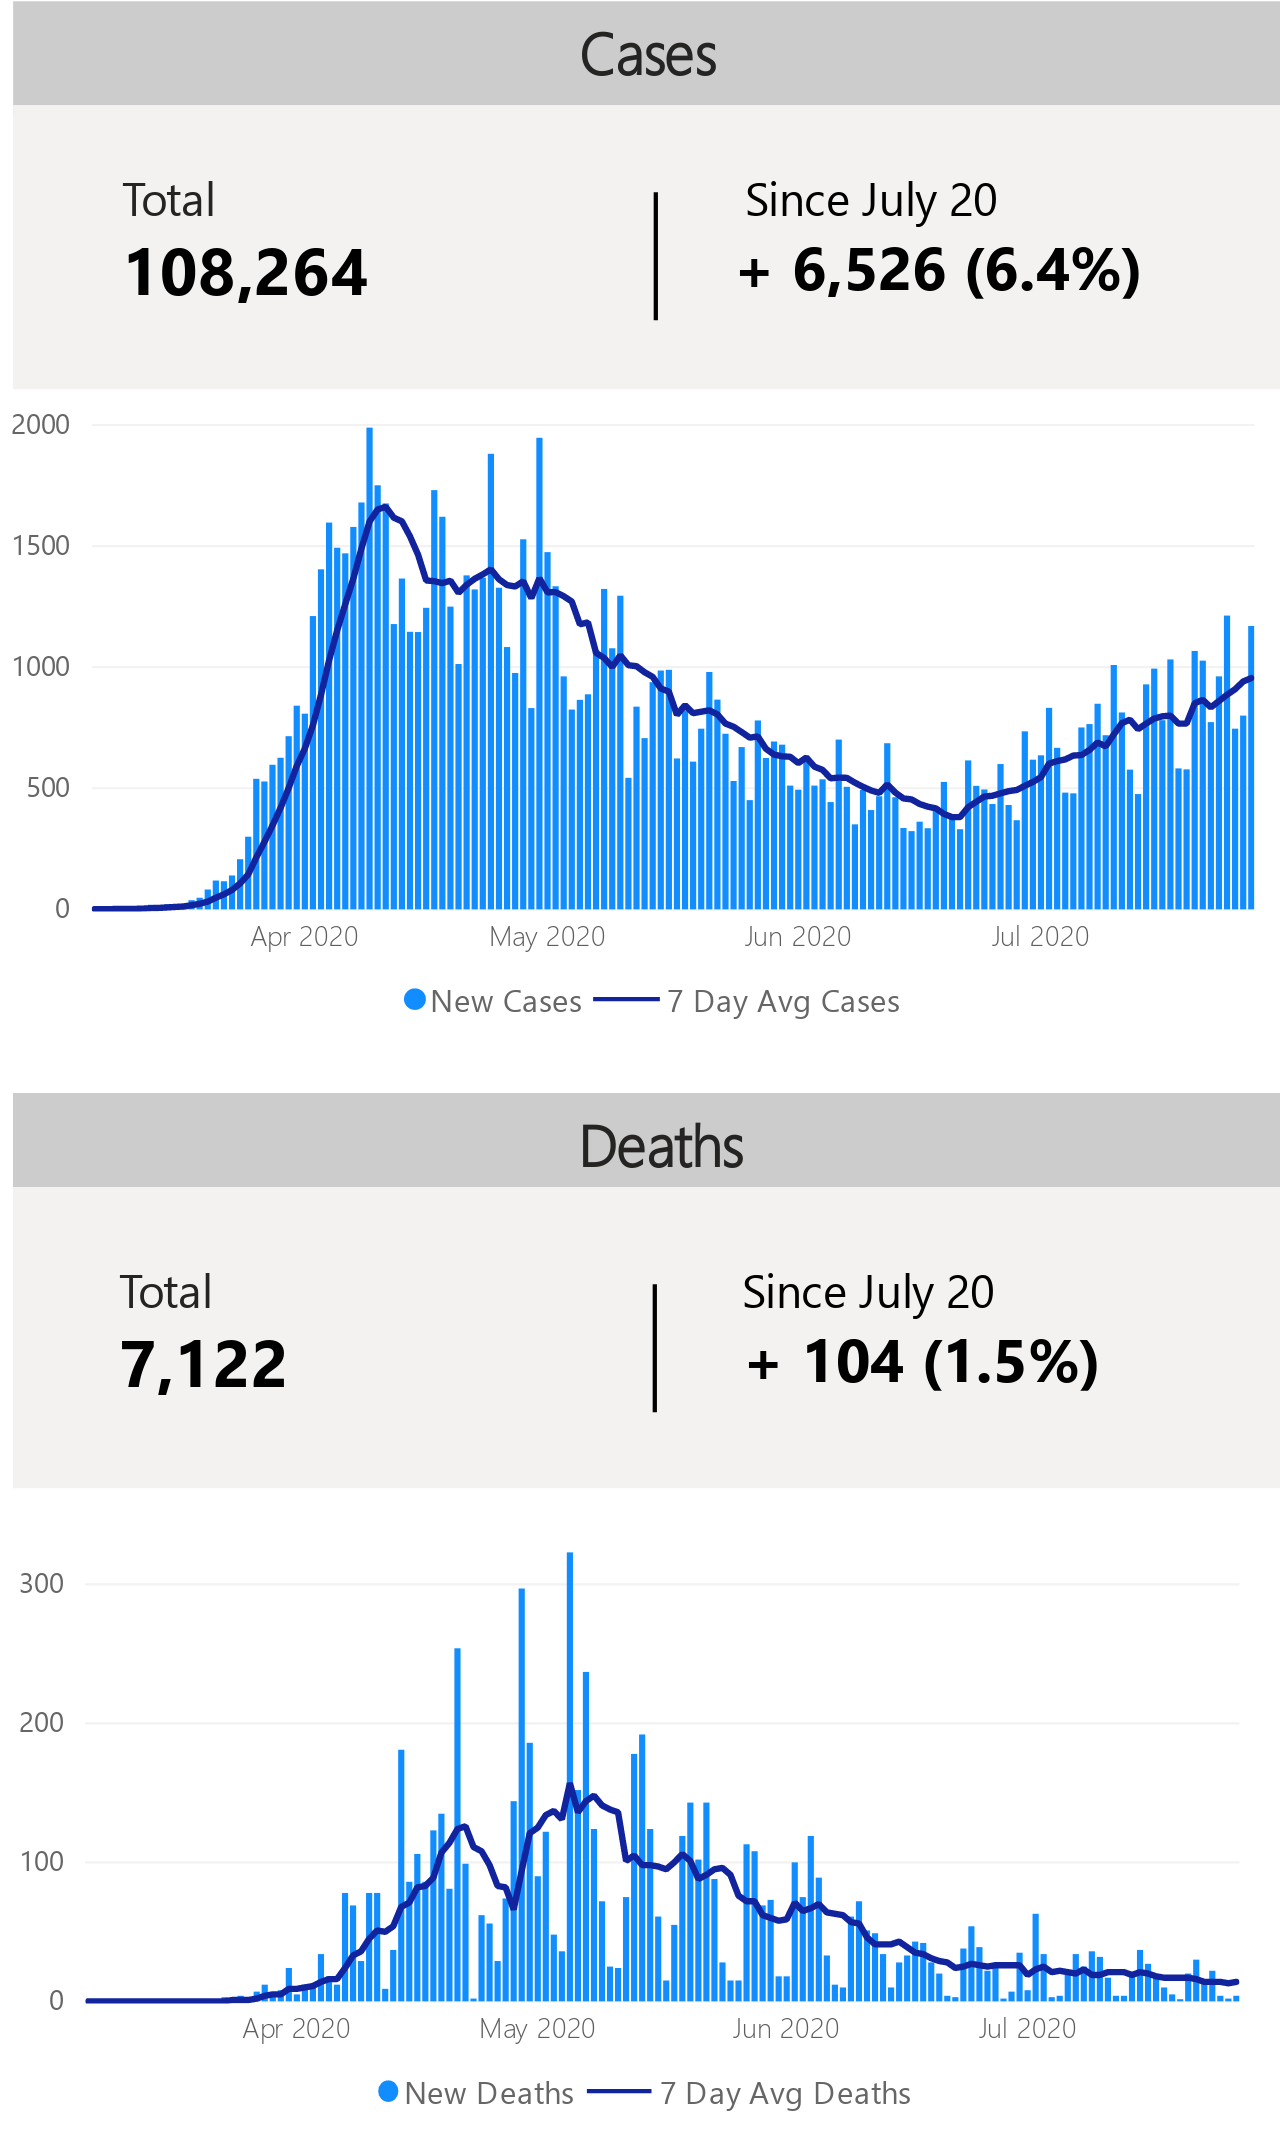 Cases
Total
Since July 20
108,264
+ 6,526 (6.4%)
2000
1500
1000
500
0
Apr 2020
May 2020
Jun 2020
Jul 2020
New Cases
7 Day Avg Cases
Deaths
Total
Since July 20
7,122
+ 104 (1.5%)
300
200
100
0
Apr 2020
May 2020
Jun 2020
Jul 2020
New Deaths
7 Day Avg Deaths